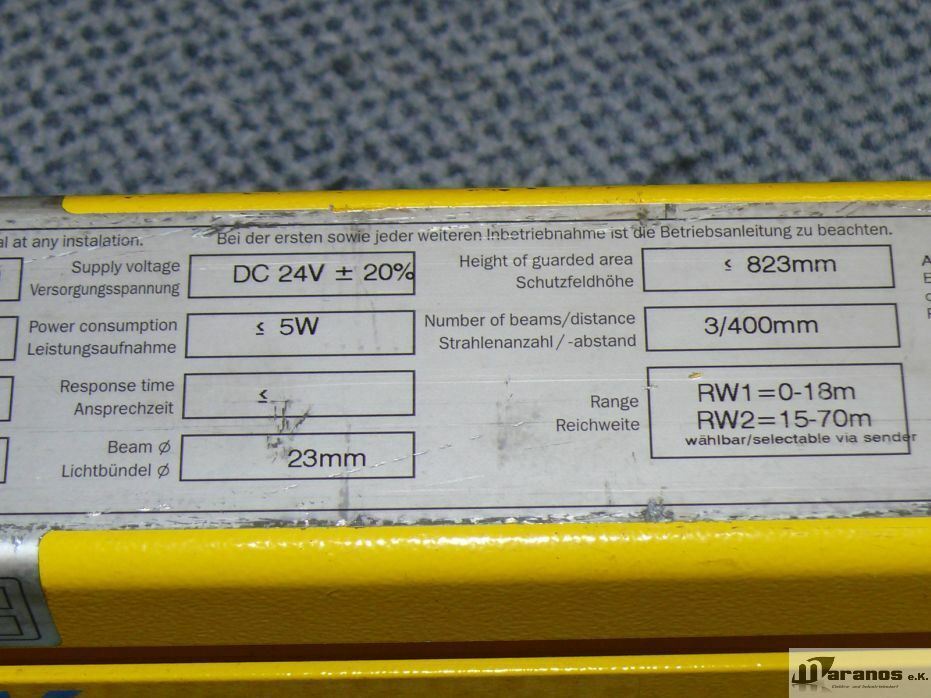 al at any instalation.
Bei der ersten sowie jeder weiteren Inbetriebnahme ist die Betriebsanleitung zu beachten.
Supply voltage
Versorgungsspannung
DC 24V ± 20%
Power consumption
Leistungsaufnahme
≤ 5W
Response time
Ansprechzeit
≤
Beam Ø
Lichtbündel Ø
23mm
Height of guarded area
Schutzfeldhöhe
≤ 823mm
Number of beams/distance
Strahlenanzahl/-abstand
3/400mm
Range
Reichweite
RW1=0-18m
RW2=15-70m
wählbar/selectable via sender
Maranos e.K.